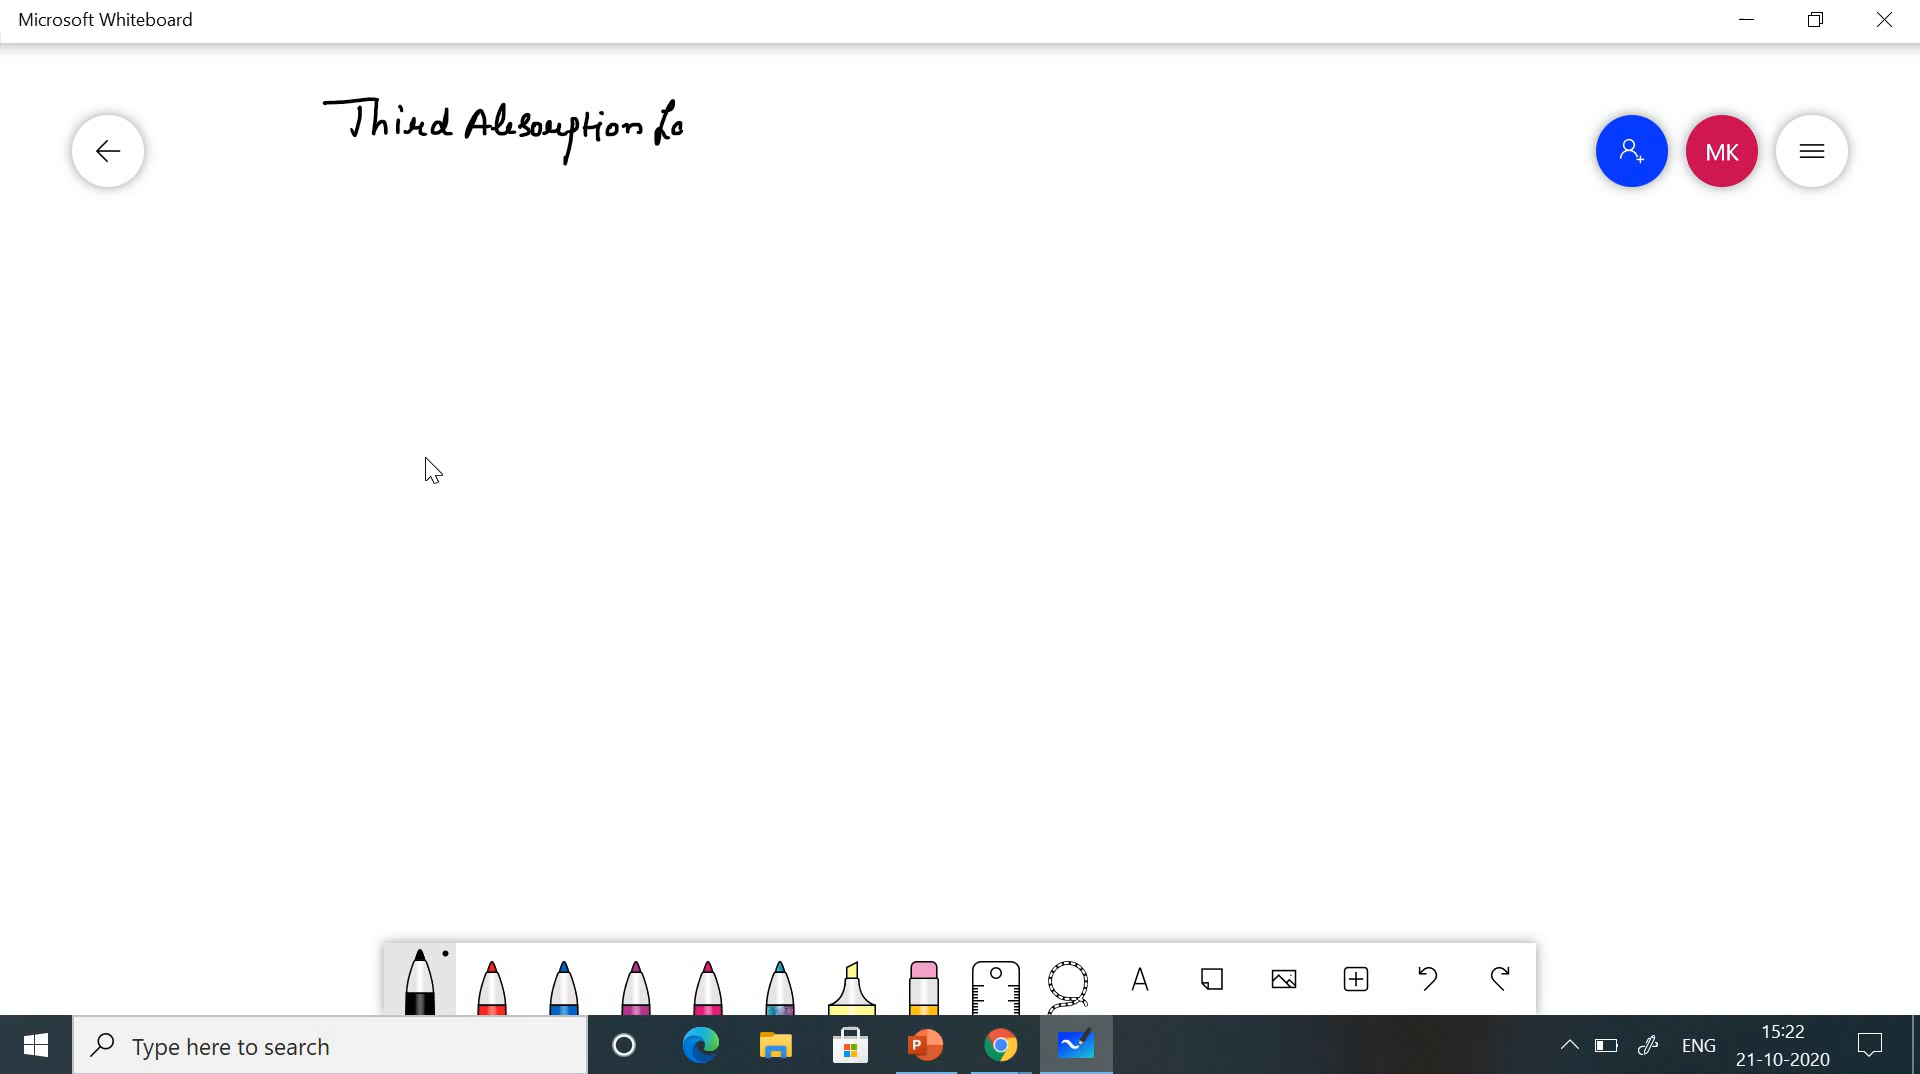 Microsoft Whiteboard
Third Absorption La
MK
A
Type here to search
P
ENG
15:22
21-10-2020